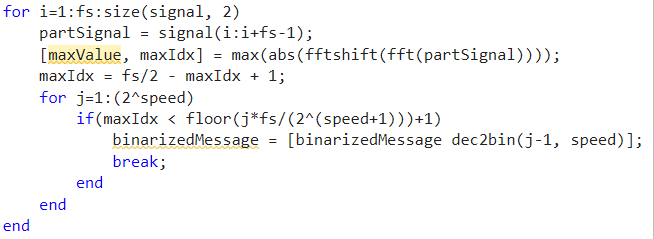 for i=1:fs:size(signal, 2)
    partSignal = signal(i:i+fs-1);
    [maxValue, maxIdx] = max(abs(fftshift(fft(partSignal))));
    maxIdx = fs/2 - maxIdx + 1;
    for j=1:(2^speed)
        if(maxIdx < floor(j*fs/(2^(speed+1)))+1)
            binarizedMessage = [binarizedMessage dec2bin(j-1, speed)];
            break;
        end
    end
end